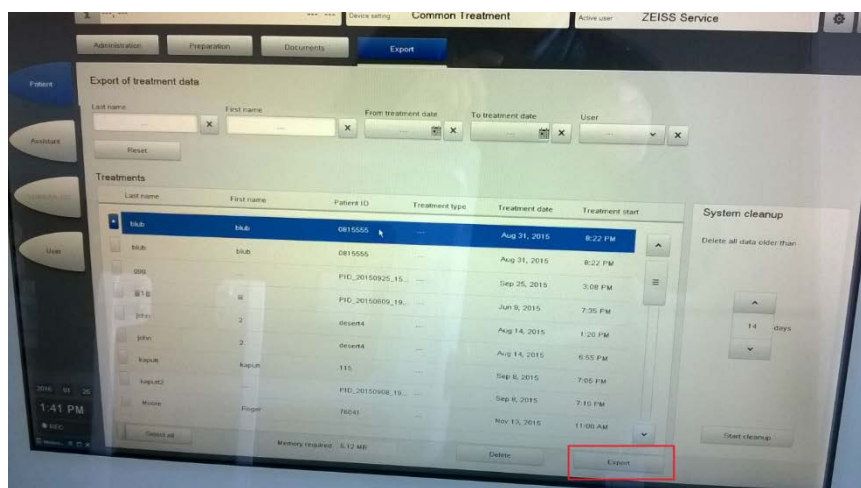 Device setting Common Treatment Active user ZEISS Service
Administration Preparation Documents Export
Patient
Export of treatment data
Last name First name From treatment date To treatment date User
Assistant
Reset
Treatments
Last name First name Patient ID Treatment type Treatment date Treatment start
System cleanup
blub blub 0815555 --- Aug 31, 2015 8:22 PM
Delete all data older than
User
blub blub 0815555 --- Aug 31, 2015 8:22 PM
PID_20150925_15... --- Sep 25, 2015 3:08 PM
PID_20150609_19... --- Jun 9, 2015 7:35 PM
john 2 desert4 --- Aug 14, 2015 1:20 PM
14 days
john 2 desert4 --- Aug 14, 2015 6:55 PM
kaputt kaputt 115 --- Sep 8, 2015 7:05 PM
kaputt2 --- PID_20150908_19... --- Sep 8, 2015 7:10 PM
Moore Roger --- Nov 13, 2015 11:00 AM
2016 01
1:41 PM
REC
Select all Memory required: 5.12 MB Delete Export
Start cleanup